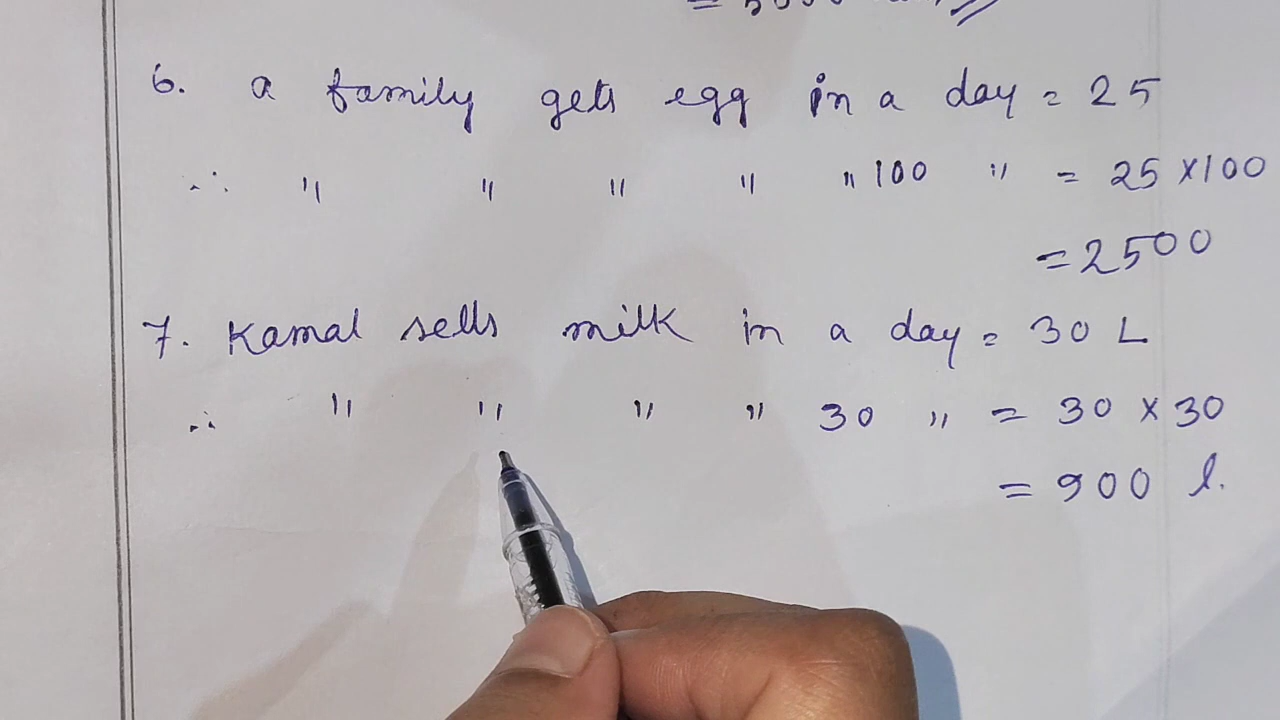 6. a family gets egg in a day = 25
∴ " " " " " 100 " = 25 × 100
= 2500
7. Kamal sells milk in a day = 30 L
∴ " " " " 30 " = 30 × 30
= 900 l.